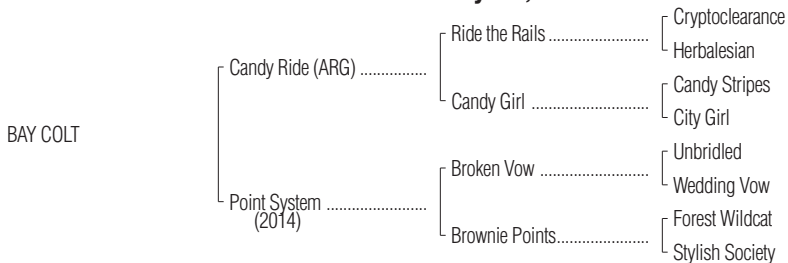 Cryptoclearance
Ride the Rails ........................
Herbalesian
Candy Ride (ARG) ................
Candy Stripes
Candy Girl ............................
City Girl
BAY COLT
Unbridled
Broken Vow ..........................
Wedding Vow
Point System ........................
(2014)
Forest Wildcat
Brownie Points......................
Stylish Society